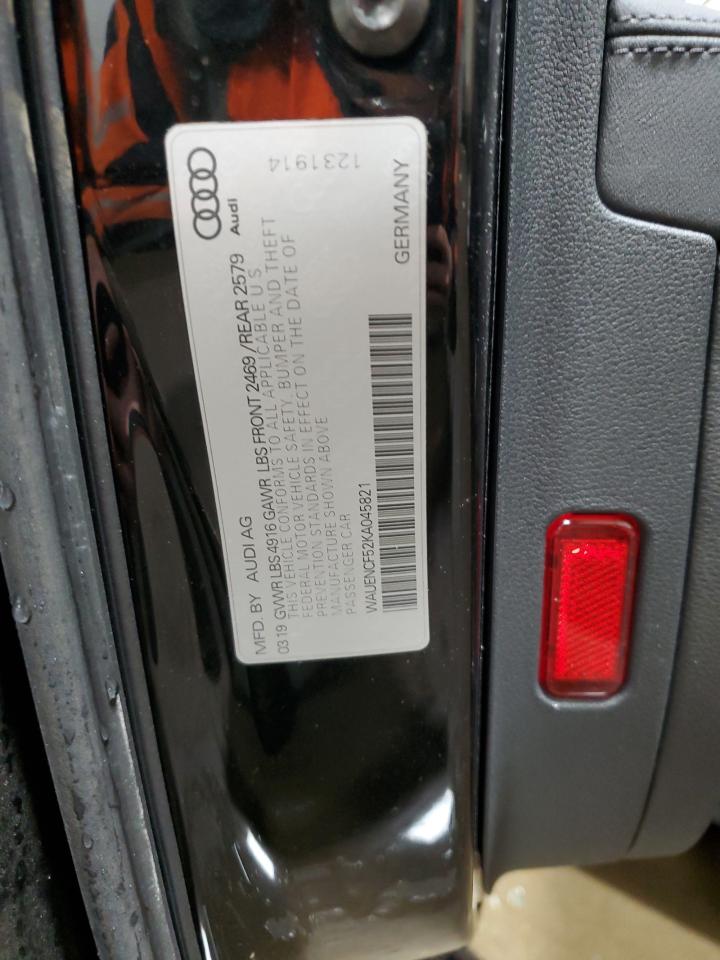 1231914
Audi
MFD. BY AUDI AG
0319 GVWR LBS 4916 GAWR LBS FRONT 2469 / REAR 2579
THIS VEHICLE CONFORMS TO ALL APPLICABLE U S
FEDERAL MOTOR VEHICLE SAFETY, BUMPER AND THEFT
PREVENTION STANDARDS IN EFFECT ON THE DATE OF
MANUFACTURE SHOWN ABOVE
PASSENGER CAR
WAUENCF52KA045821
GERMANY